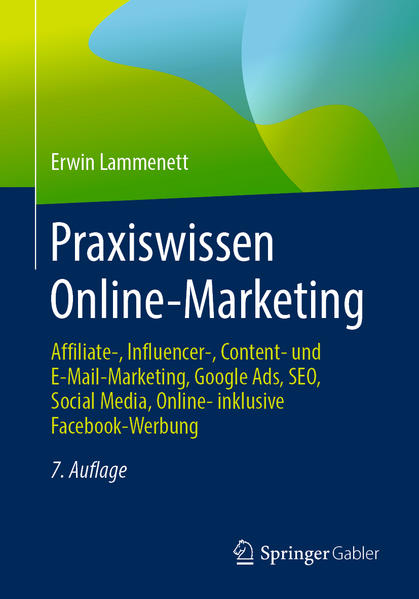 Erwin Lammenett
Praxiswissen
Online-Marketing
Affiliate-, Influencer-, Content- und
E-Mail-Marketing, Google Ads, SEO,
Social Media, Online- inklusive
Facebook-Werbung
7. Auflage
Springer Gabler